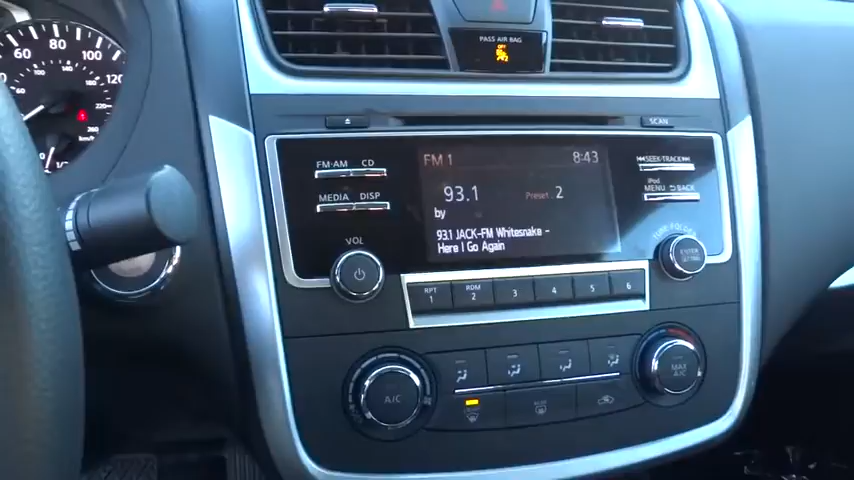 60
80
100
120
PASS AIR BAG
OFF
SCAN
FM·AM CD
MEDIA DISP
VOL
FM 1
8:43
93.1
Preset 2
by
93.1 JACK-FM Whitesnake -
Here I Go Again
SEEK·TRACK
iPod
MENU BACK
TUNE FOLDER
ENTER
RPT
1
RDM
2
3
4
5
6
A/C
MAX
A/C
km/h